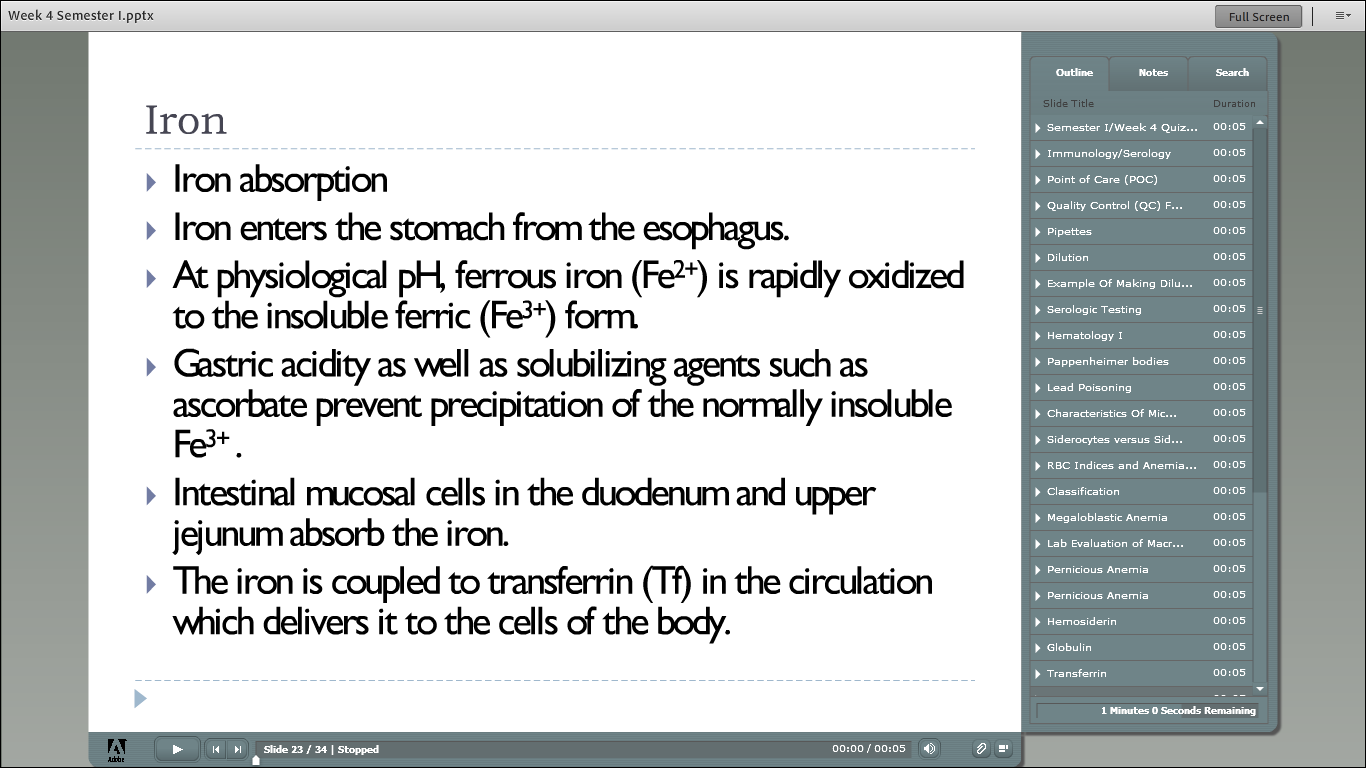 Week 4 Semester I.pptx
Full Screen
Iron
Iron absorption
Iron enters the stomach from the esophagus.
At physiological pH, ferrous iron (Fe²⁺) is rapidly oxidized
to the insoluble ferric (Fe³⁺) form.
Gastric acidity as well as solubilizing agents such as
ascorbate prevent precipitation of the normally insoluble
Fe³⁺ .
Intestinal mucosal cells in the duodenum and upper
jejunum absorb the iron.
The iron is coupled to transferrin (Tf) in the circulation
which delivers it to the cells of the body.
Outline Notes Search
Slide Title Duration
Semester I/Week 4 Quiz... 00:05
Immunology/Serology 00:05
Point of Care (POC) 00:05
Quality Control (QC) F... 00:05
Pipettes 00:05
Dilution 00:05
Example Of Making Dilu... 00:05
Serologic Testing 00:05
Hematology I 00:05
Pappenheimer bodies 00:05
Lead Poisoning 00:05
Characteristics Of Mic... 00:05
Siderocytes versus Sid... 00:05
RBC Indices and Anemia... 00:05
Classification 00:05
Megaloblastic Anemia 00:05
Lab Evaluation of Macr... 00:05
Pernicious Anemia 00:05
Pernicious Anemia 00:05
Hemosiderin 00:05
Globulin 00:05
Transferrin 00:05
1 Minutes 0 Seconds Remaining
Adobe
Slide 23 / 34 | Stopped 00:00 / 00:05